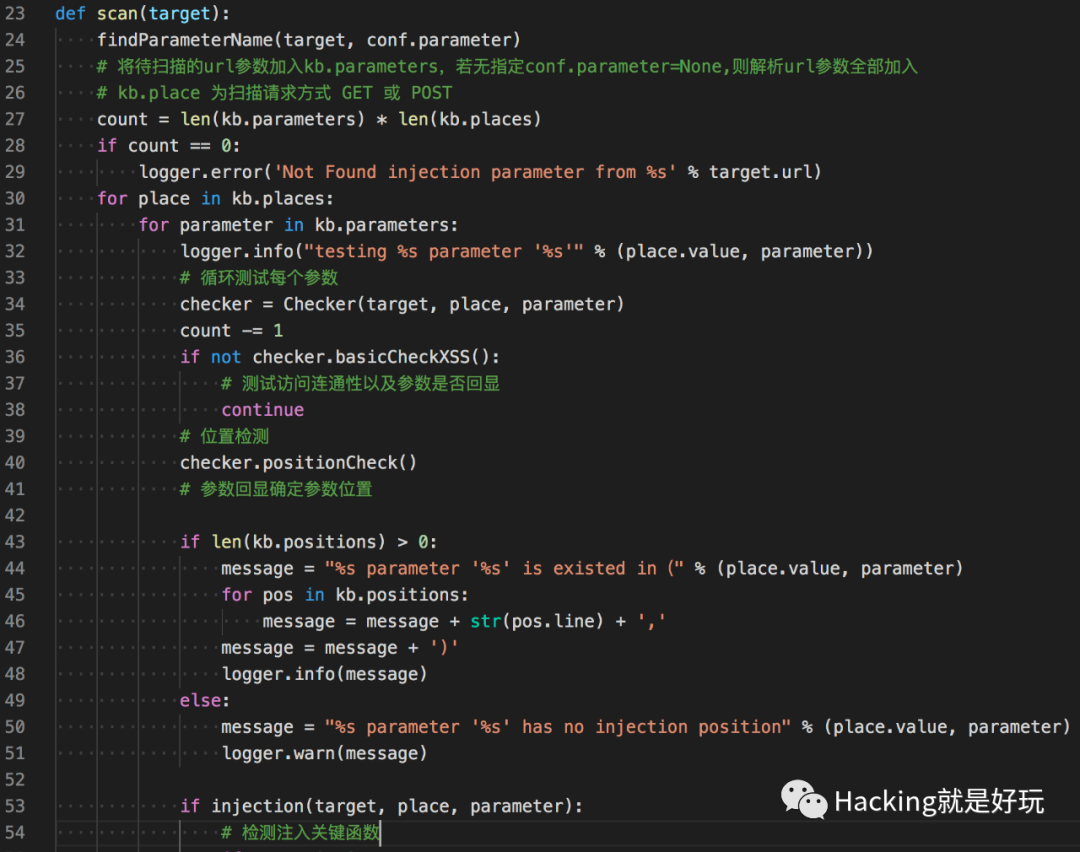 23 def scan(target):
24 findParameterName(target, conf.parameter)
25 # 将待扫描的url参数加入kb.parameters，若无指定conf.parameter=None,则解析url参数全部加入
26 # kb.place 为扫描请求方式 GET 或 POST
27 count = len(kb.parameters) * len(kb.places)
28 if count == 0:
29 logger.error('Not Found injection parameter from %s' % target.url)
30 for place in kb.places:
31 for parameter in kb.parameters:
32 logger.info("testing %s parameter '%s'" % (place.value, parameter))
33 # 循环测试每个参数
34 checker = Checker(target, place, parameter)
35 count -= 1
36 if not checker.basicCheckXSS():
37 # 测试访问连通性以及参数是否回显
38 continue
39 # 位置检测
40 checker.positionCheck()
41 # 参数回显确定参数位置
42
43 if len(kb.positions) > 0:
44 message = "%s parameter '%s' is existed in (" % (place.value, parameter)
45 for pos in kb.positions:
46 message = message + str(pos.line) + ','
47 message = message + ')'
48 logger.info(message)
49 else:
50 message = "%s parameter '%s' has no injection position" % (place.value, parameter)
51 logger.warn(message)
52
53 if injection(target, place, parameter):
54 # 检测注入关键函数
Hacking就是好玩